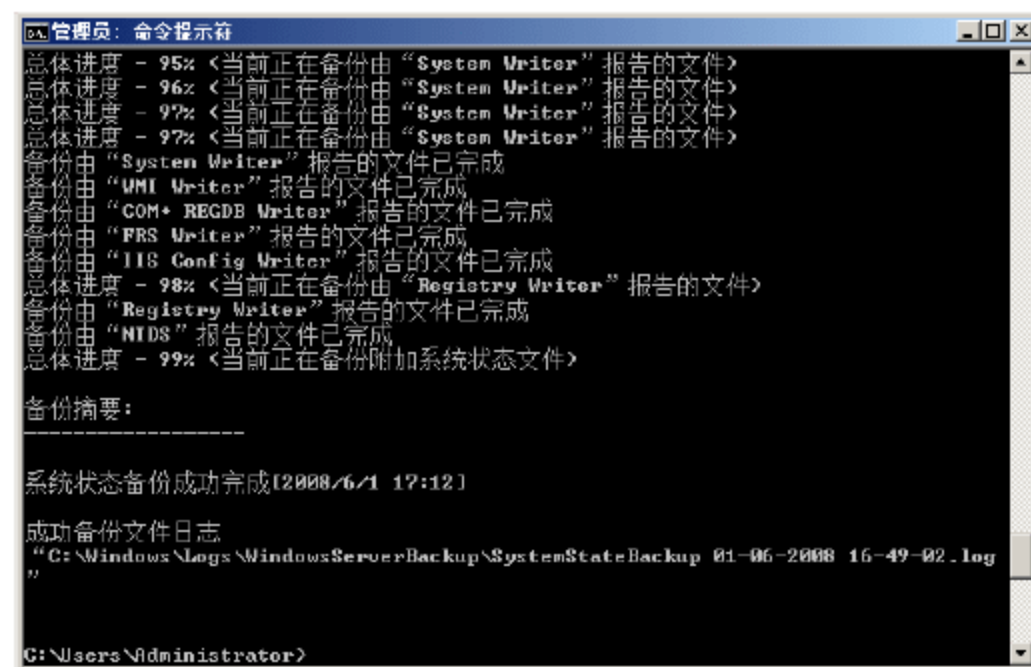 管理员: 命令提示符
总体进度 - 95% (当前正在备份由 “System Writer” 报告的文件)
总体进度 - 96% (当前正在备份由 “System Writer” 报告的文件)
总体进度 - 97% (当前正在备份由 “System Writer” 报告的文件)
总体进度 - 97% (当前正在备份由 “System Writer” 报告的文件)
备份由 “System Writer” 报告的文件已完成
备份由 “WMI Writer” 报告的文件已完成
备份由 “COM+ REGDB Writer” 报告的文件已完成
备份由 “FRS Writer” 报告的文件已完成
备份由 “IIS Config Writer” 报告的文件已完成
总体进度 - 98% (当前正在备份由 “Registry Writer” 报告的文件)
备份由 “Registry Writer” 报告的文件已完成
备份由 “NTDS” 报告的文件已完成
总体进度 - 99% (当前正在备份附加系统状态文件)
备份摘要:
------------------
系统状态备份成功完成[2008/6/1 17:12]
成功备份文件日志
“C:\Windows\Logs\WindowsServerBackup\SystemStateBackup 01-06-2008 16-49-02.log
”
C:\Users\Administrator>